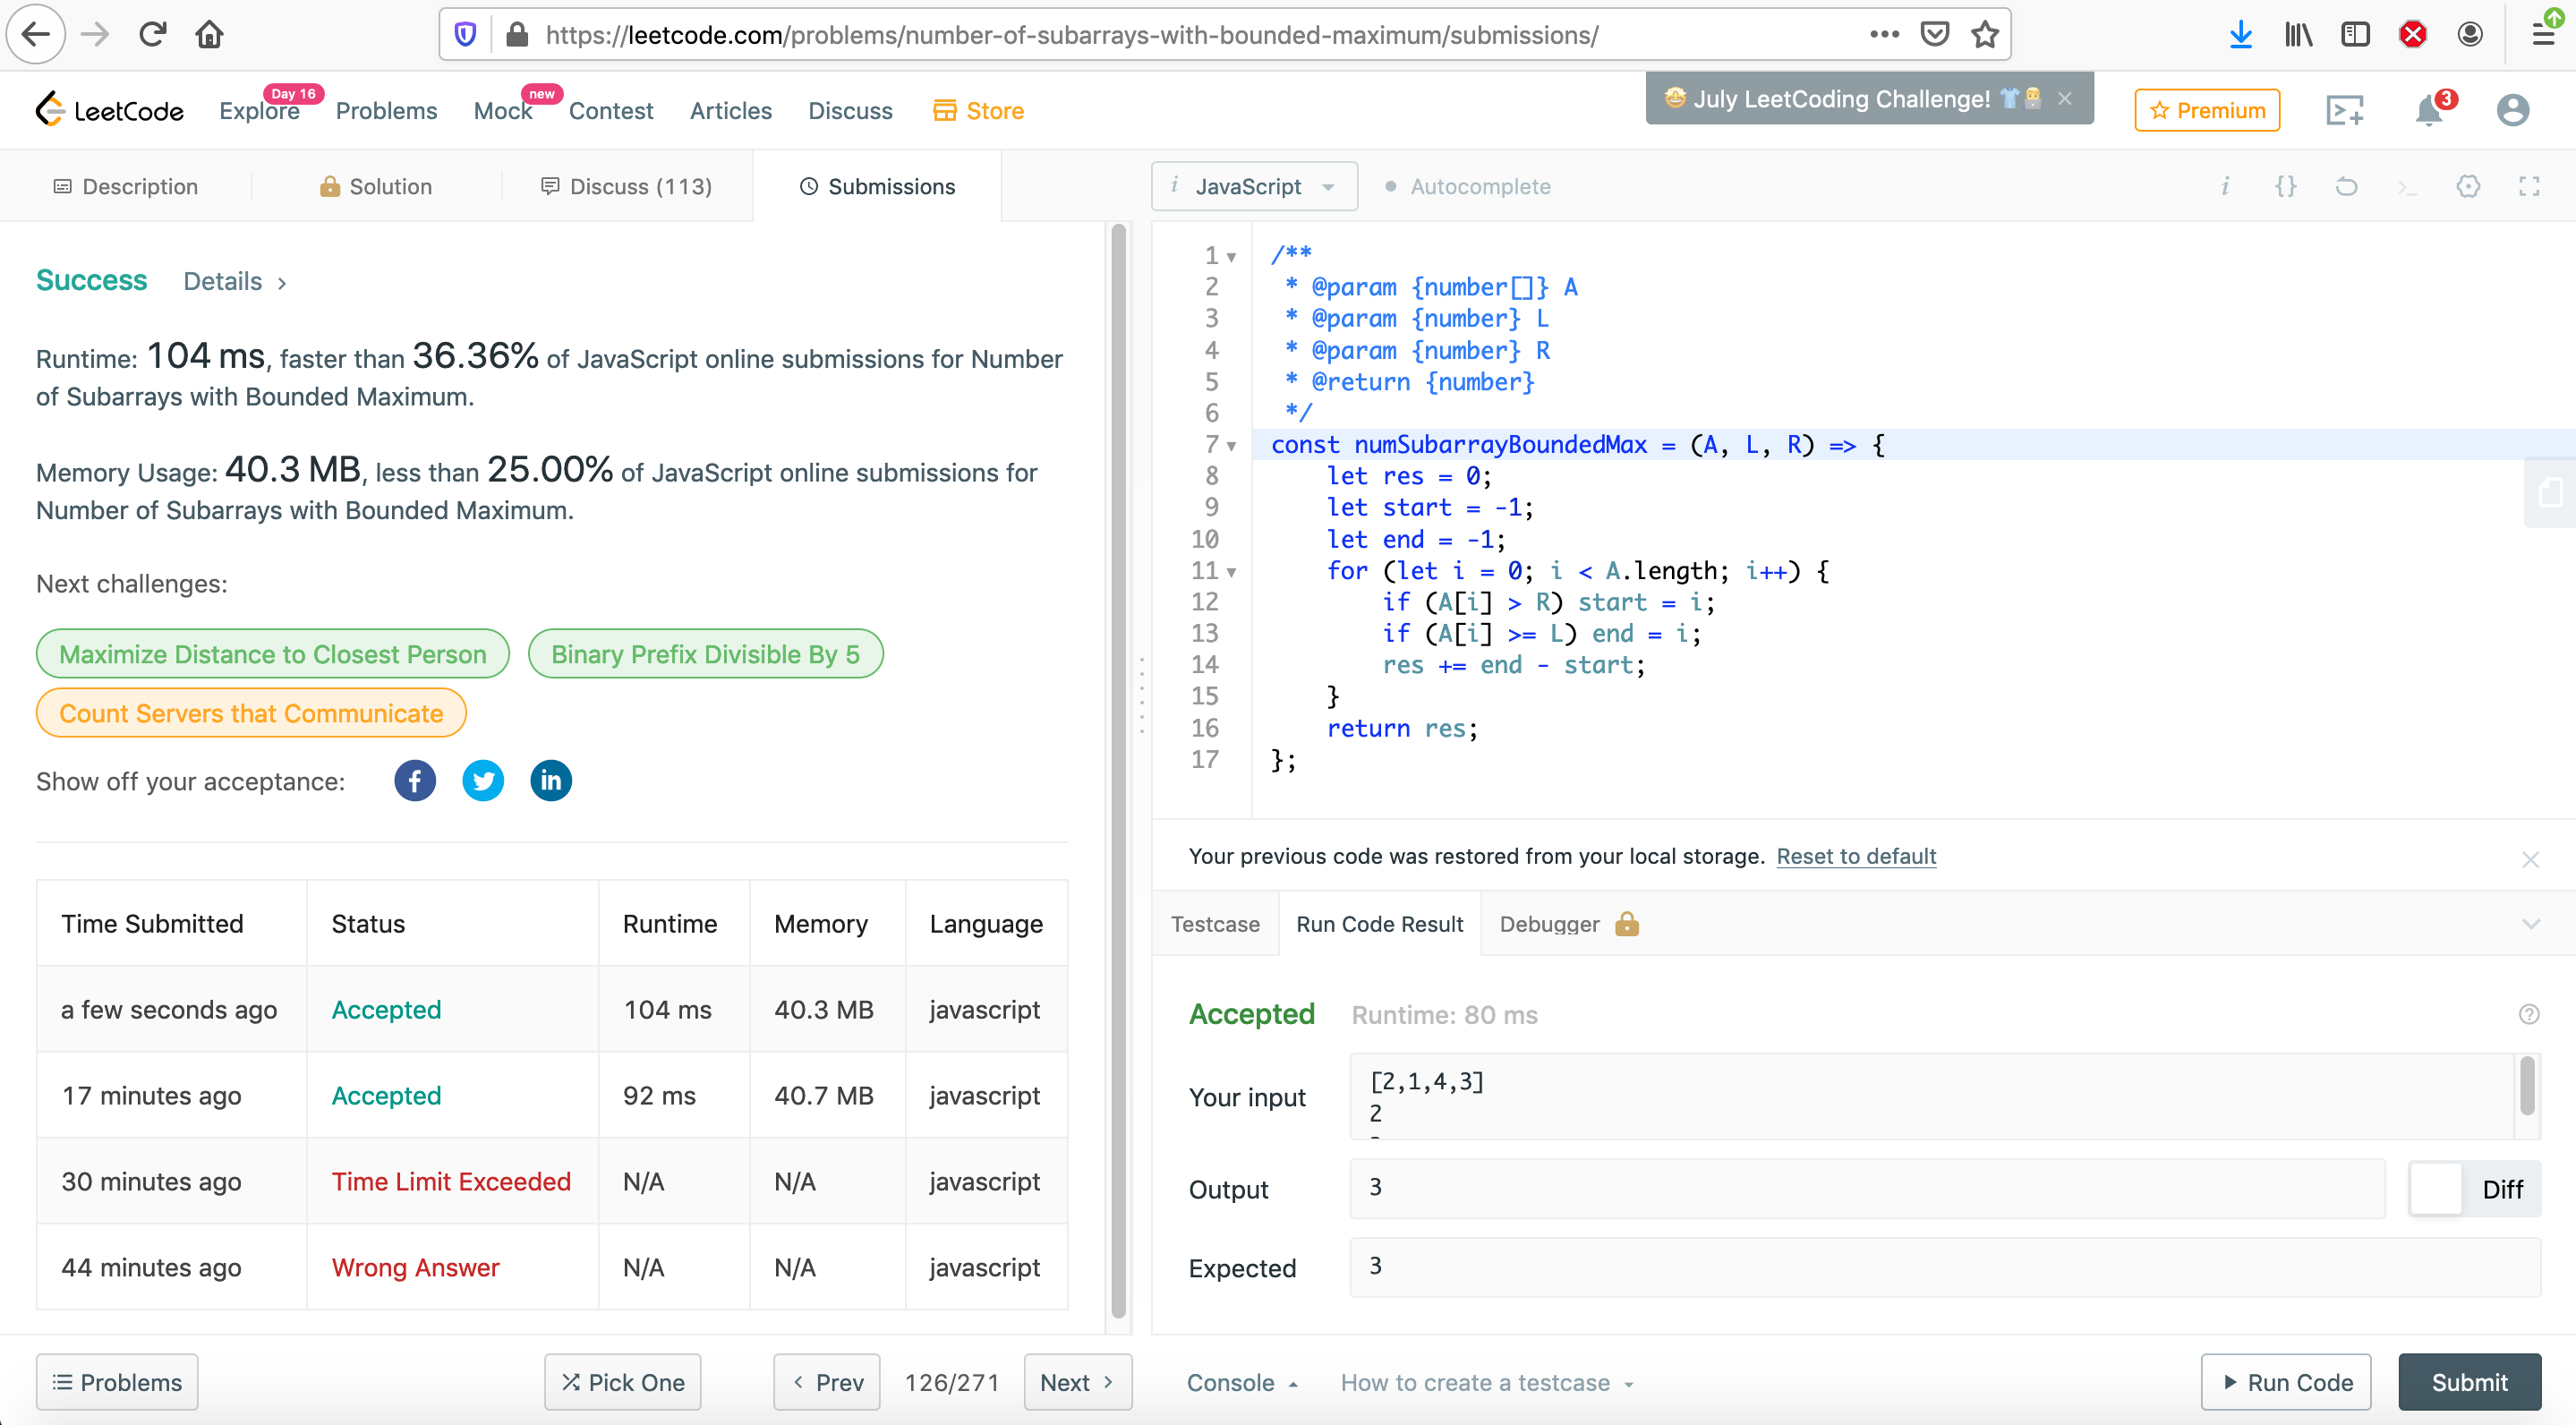 https://leetcode.com/problems/number-of-subarrays-with-bounded-maximum/submissions/
LeetCode
Explore
Day 16
Problems
Mock
new
Contest
Articles
Discuss
Store
July LeetCoding Challenge!
Premium
3
Description
Solution
Discuss (113)
Submissions
Success
Details
Runtime: 104 ms, faster than 36.36% of JavaScript online submissions for Number
of Subarrays with Bounded Maximum.
Memory Usage: 40.3 MB, less than 25.00% of JavaScript online submissions for
Number of Subarrays with Bounded Maximum.
Next challenges:
Maximize Distance to Closest Person
Binary Prefix Divisible By 5
Count Servers that Communicate
Show off your acceptance:
Time Submitted Status Runtime Memory Language
a few seconds ago Accepted 104 ms 40.3 MB javascript
17 minutes ago Accepted 92 ms 40.7 MB javascript
30 minutes ago Time Limit Exceeded N/A N/A javascript
44 minutes ago Wrong Answer N/A N/A javascript
Problems
Pick One
Prev
126/271
Next
JavaScript
Autocomplete
1 /**
2 * @param {number[]} A
3 * @param {number} L
4 * @param {number} R
5 * @return {number}
6 */
7 const numSubarrayBoundedMax = (A, L, R) => {
8 let res = 0;
9 let start = -1;
10 let end = -1;
11 for (let i = 0; i < A.length; i++) {
12 if (A[i] > R) start = i;
13 if (A[i] >= L) end = i;
14 res += end - start;
15 }
16 return res;
17 };
Your previous code was restored from your local storage. Reset to default
Testcase
Run Code Result
Debugger
Accepted
Runtime: 80 ms
Your input
[2,1,4,3]
2
Output
3
Diff
Expected
3
Console
How to create a testcase
Run Code
Submit